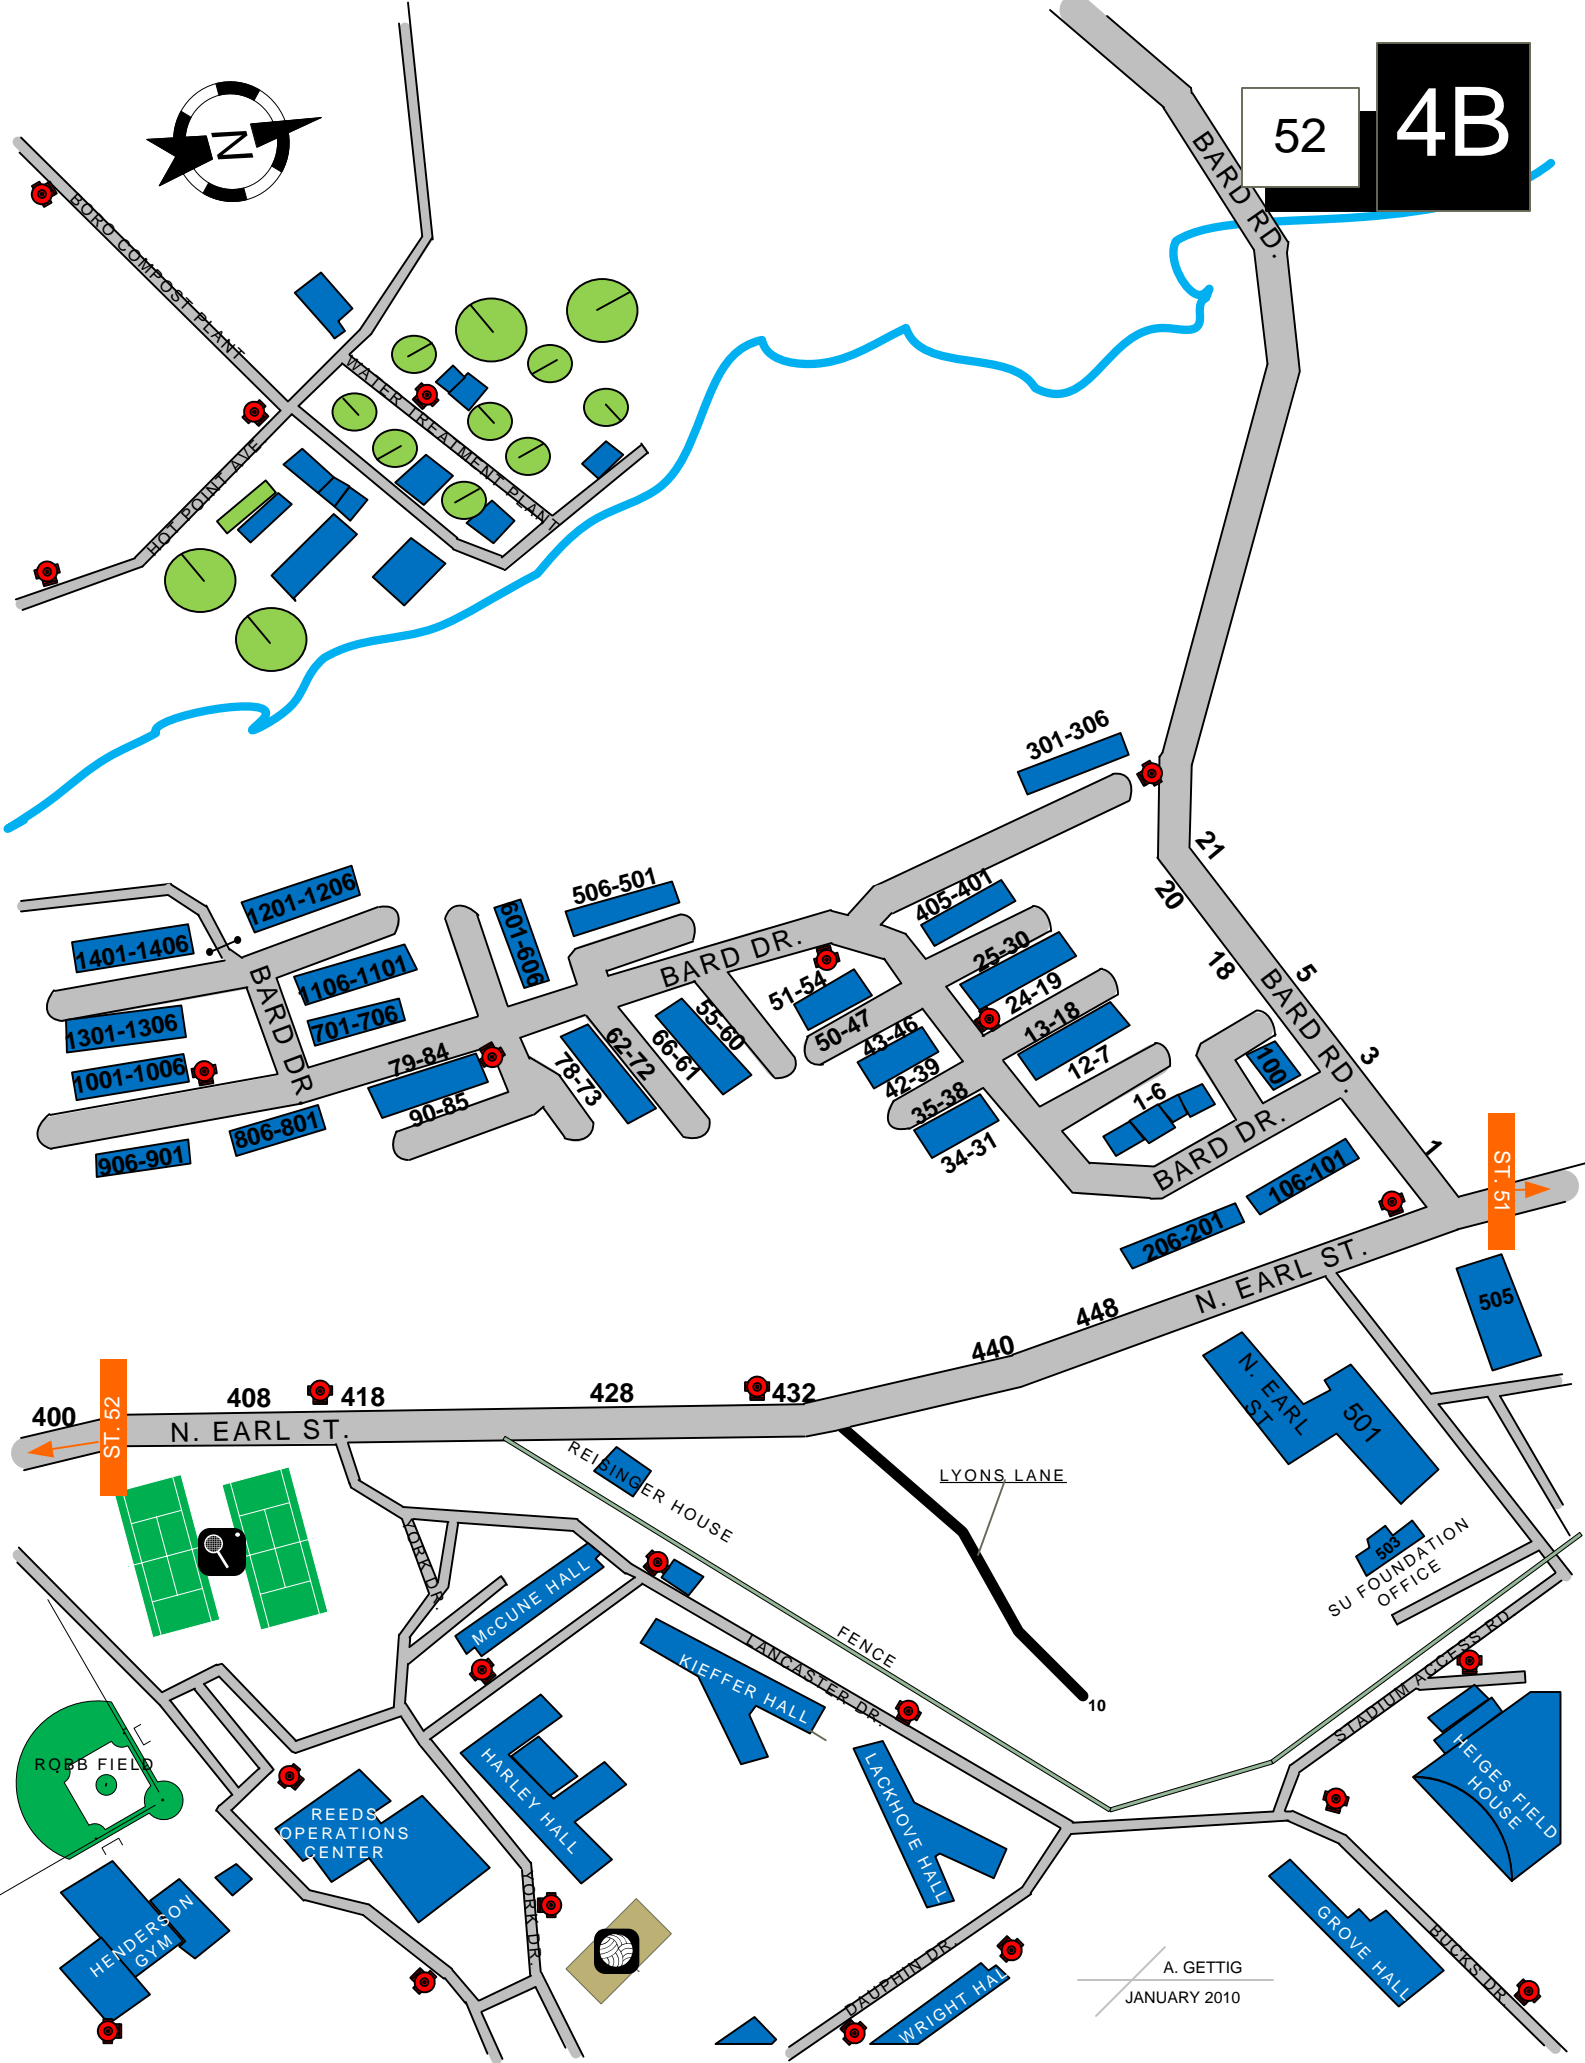 52
4B
N
BARD RD.
BORO COMPOST PLANT
WATER TREATMENT PLANT
HOT POINT AVE
301-306
21
20
18
5
BARD RD.
3
1
405-401
25-30
24-19
13-18
12-7
1-6
100
BARD DR.
506-501
601-606
BARD DR.
51-54
50-47
43-46
42-39
35-38
34-31
55-60
66-61
62-72
78-73
79-84
90-85
1201-1206
1401-1406
1106-1101
701-706
BARD DR
1301-1306
1001-1006
806-801
906-901
106-101
206-201
ST. 51
N. EARL ST.
505
448
440
432
428
418
408
400
ST. 52
N. EARL ST.
N. EARL
ST
501
503
SU FOUNDATION
OFFICE
REISINGER HOUSE
LYONS LANE
10
FENCE
YORK DR.
McCUNE HALL
KIEFFER HALL
LANCASTER DR.
STADIUM ACCESS RD
HEIGES FIELD
HOUSE
ROBB FIELD
REEDS
OPERATIONS
CENTER
HARLEY HALL
LACKHOVE HALL
HENDERSON
GYM
YORK DR.
DAUPHIN DR.
WRIGHT HAL
GROVE HALL
BUCKS DR
A. GETTIG
JANUARY 2010